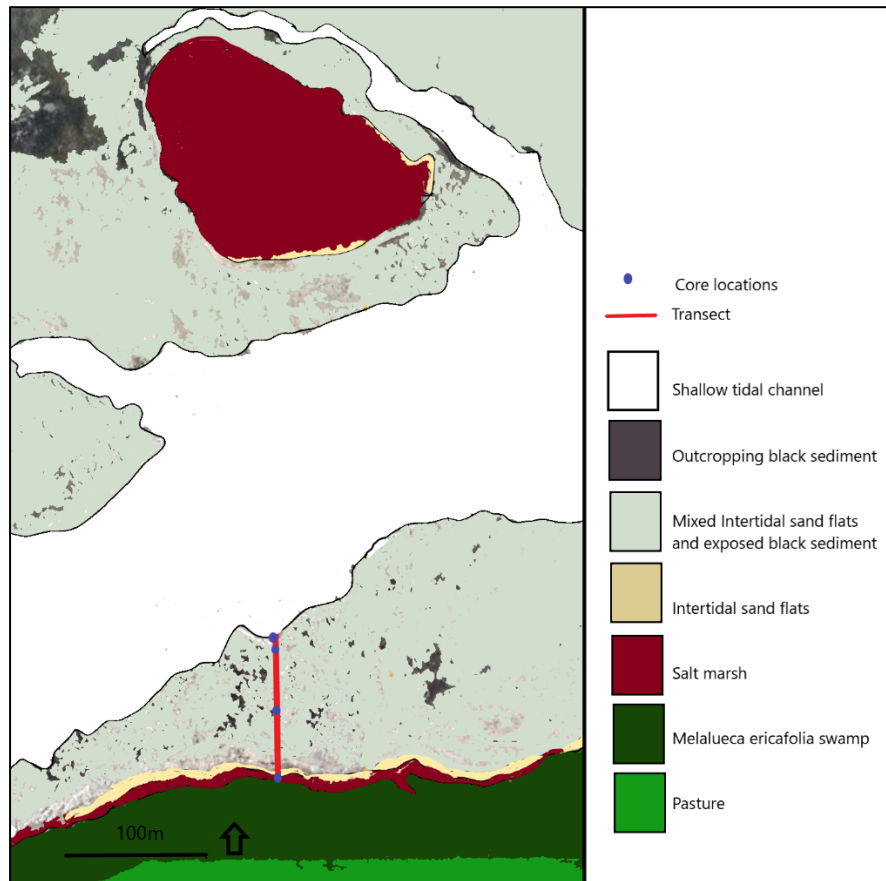 Core locations
Transect
Shallow tidal channel
Outcropping black sediment
Mixed Intertidal sand flats
and exposed black sediment
Intertidal sand flats
Salt marsh
Melalueca ericafolia swamp
Pasture
100m